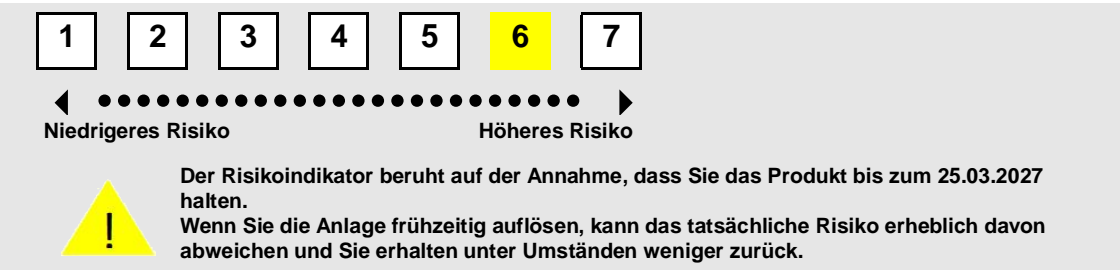 1 2 3 4 5 6 7
Niedrigeres Risiko Höheres Risiko
!
Der Risikoindikator beruht auf der Annahme, dass Sie das Produkt bis zum 25.03.2027
halten.
Wenn Sie die Anlage frühzeitig auflösen, kann das tatsächliche Risiko erheblich davon
abweichen und Sie erhalten unter Umständen weniger zurück.